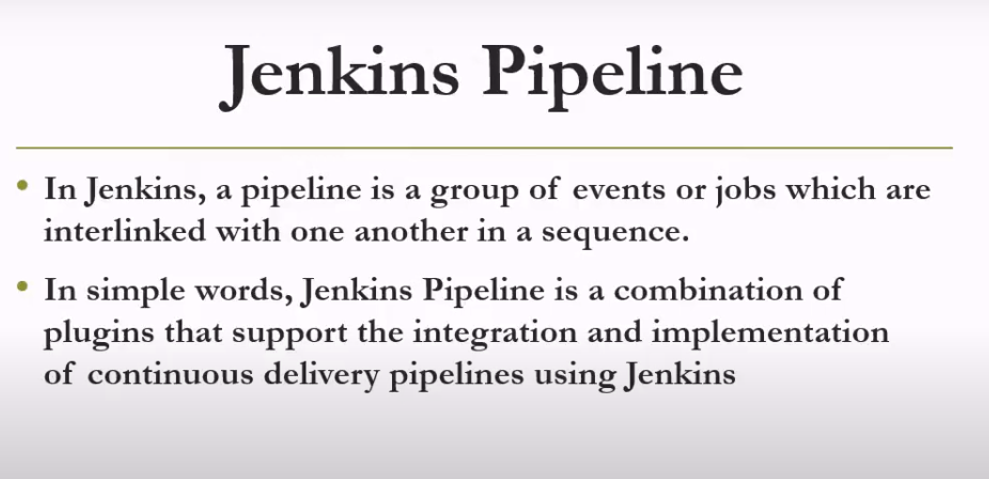 Jenkins Pipeline
• In Jenkins, a pipeline is a group of events or jobs which are
interlinked with one another in a sequence.
• In simple words, Jenkins Pipeline is a combination of
plugins that support the integration and implementation
of continuous delivery pipelines using Jenkins